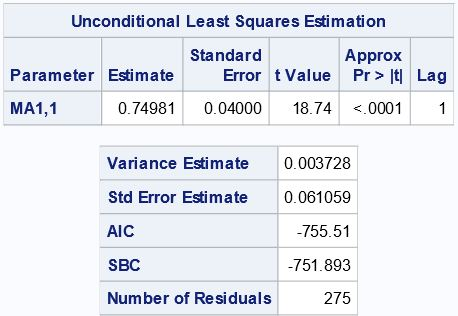 Unconditional Least Squares Estimation
Parameter Estimate Standard Error t Value Approx Pr > |t| Lag
MA1,1 0.74981 0.04000 18.74 <.0001 1
Variance Estimate 0.003728
Std Error Estimate 0.061059
AIC -755.51
SBC -751.893
Number of Residuals 275